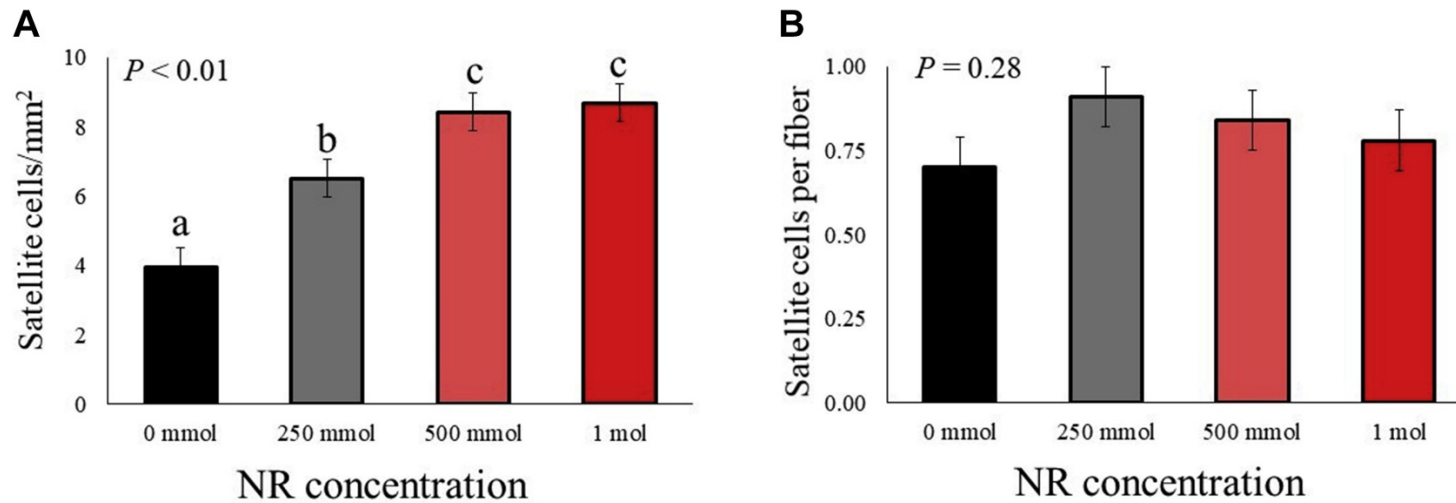 A
P < 0.01
Satellite cells/mm²
10
8
6
4
2
0
a
b
c
c
0 mmol
250 mmol
500 mmol
1 mol
NR concentration
B
P = 0.28
Satellite cells per fiber
1.00
0.75
0.50
0.25
0.00
0 mmol
250 mmol
500 mmol
1 mol
NR concentration